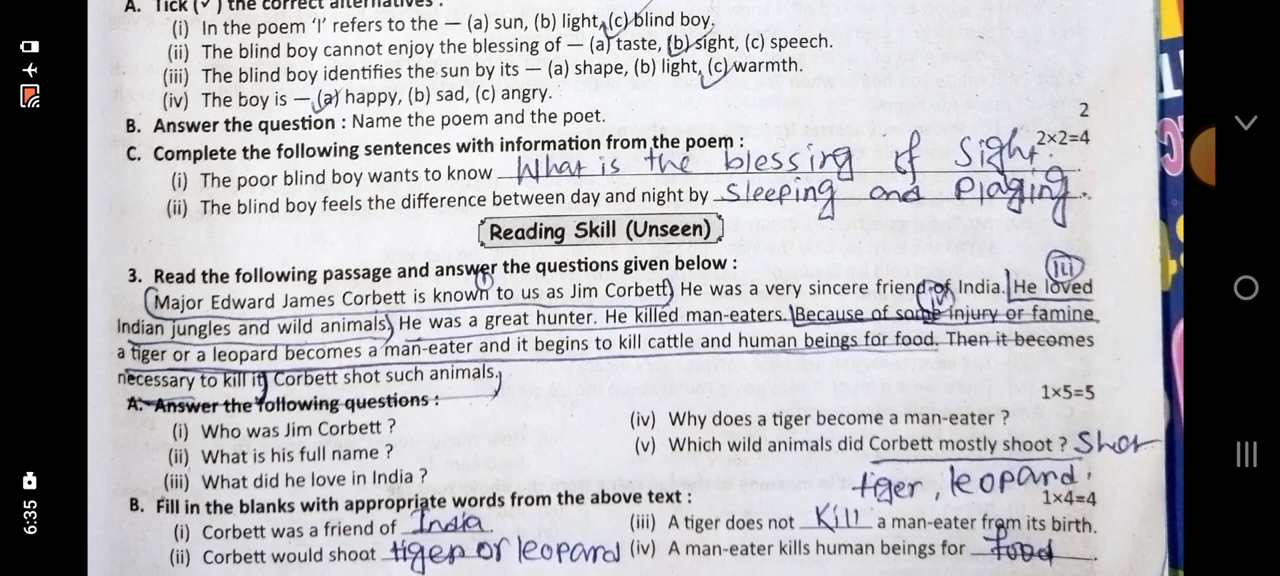 A. Tick (✓) the correct alternatives :
(i) In the poem 'I' refers to the — (a) sun, (b) light, (c) blind boy.
(ii) The blind boy cannot enjoy the blessing of — (a) taste, (b) sight, (c) speech.
(iii) The blind boy identifies the sun by its — (a) shape, (b) light, (c) warmth.
(iv) The boy is — (a) happy, (b) sad, (c) angry.
B. Answer the question : Name the poem and the poet. 2
C. Complete the following sentences with information from the poem : 2×2=4
(i) The poor blind boy wants to know What is the blessing of Sight
(ii) The blind boy feels the difference between day and night by Sleeping and Plaging.
Reading Skill (Unseen)
3. Read the following passage and answer the questions given below :
(i) (iii)
Major Edward James Corbett is known to us as Jim Corbett. He was a very sincere friend of India. He loved
(iv)
Indian jungles and wild animals. He was a great hunter. He killed man-eaters. Because of some injury or famine
a tiger or a leopard becomes a man-eater and it begins to kill cattle and human beings for food. Then it becomes
necessary to kill it. Corbett shot such animals.
A. Answer the following questions : 1×5=5
(i) Who was Jim Corbett ? (iv) Why does a tiger become a man-eater ?
(ii) What is his full name ? (v) Which wild animals did Corbett mostly shoot ? Shot
(iii) What did he love in India ? tiger, leopard.
B. Fill in the blanks with appropriate words from the above text : 1×4=4
(i) Corbett was a friend of India. (iii) A tiger does not Kill a man-eater from its birth.
(ii) Corbett would shoot tiger or leopard (iv) A man-eater kills human beings for food
6:35